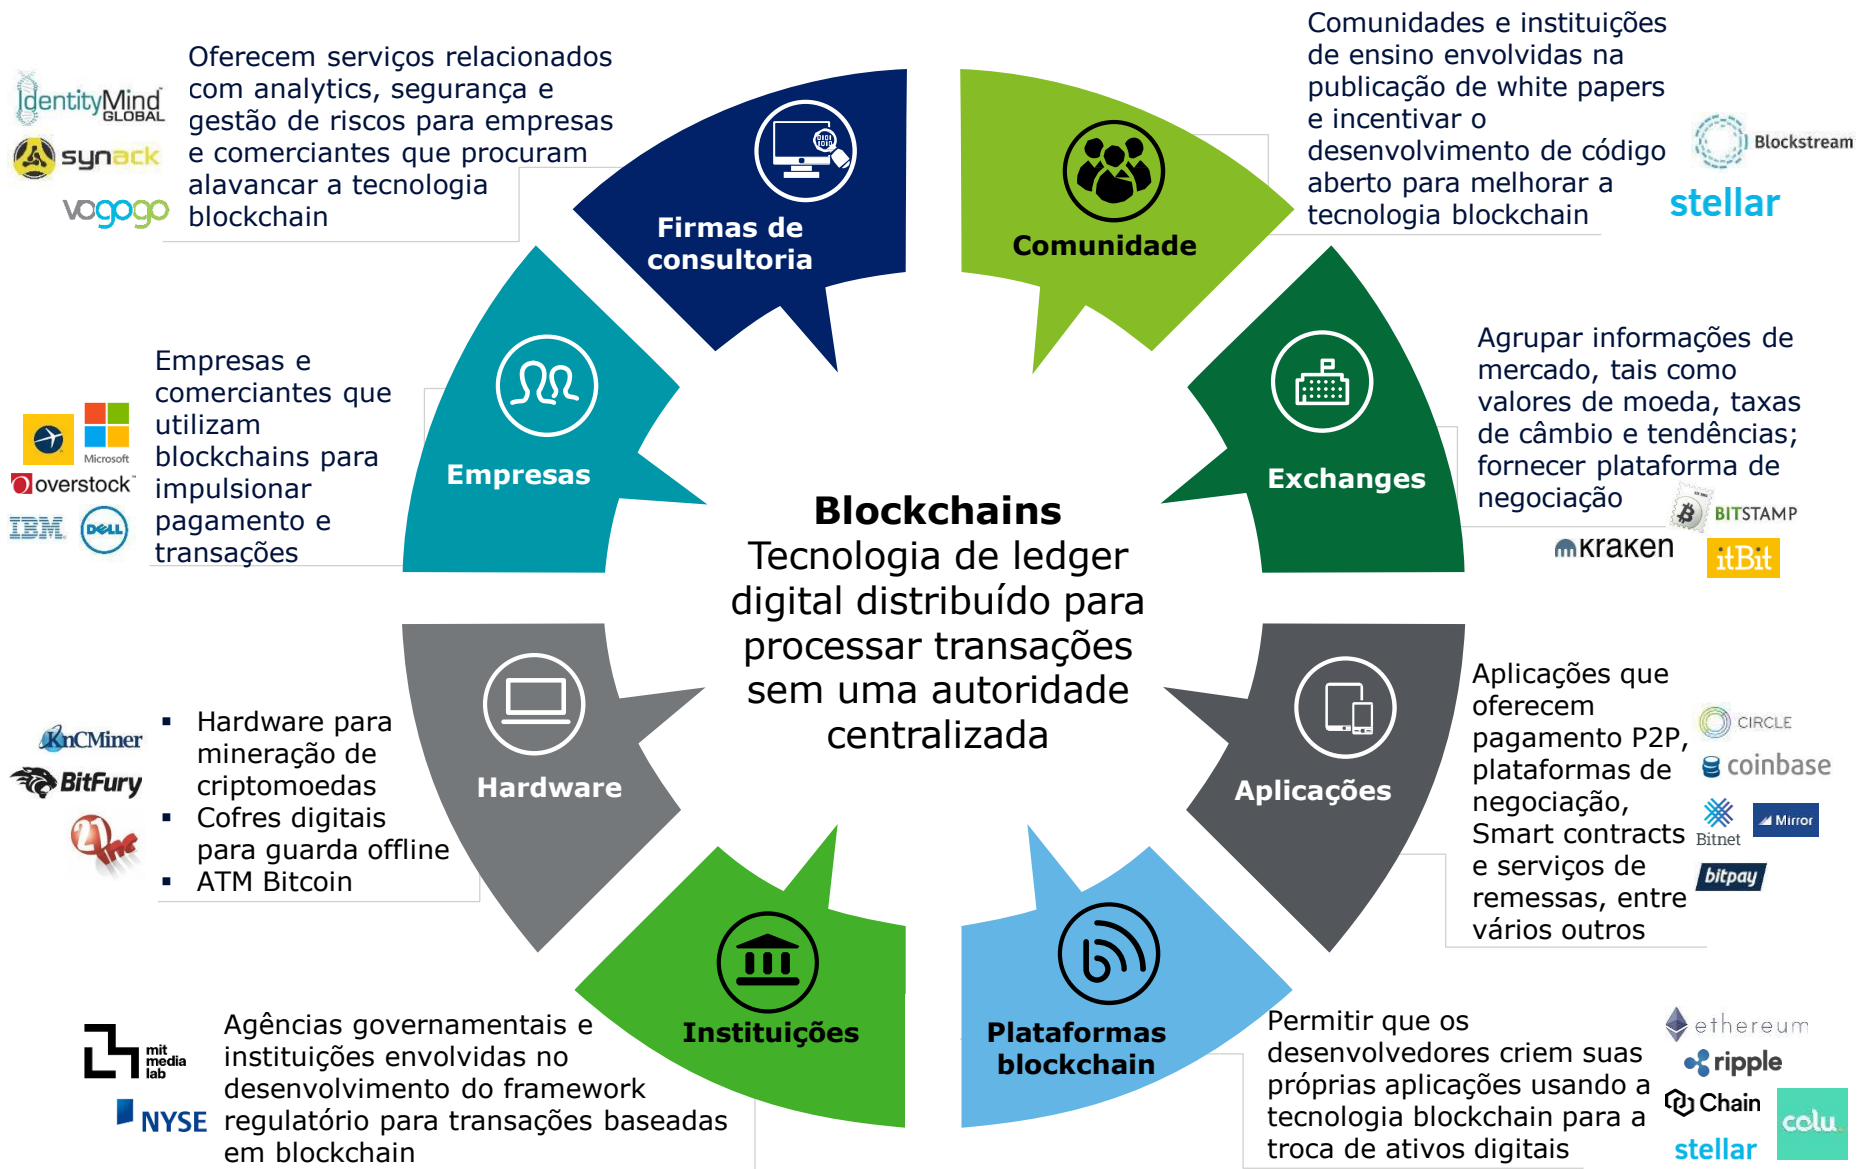 Oferecem serviços relacionados
com analytics, segurança e
gestão de riscos para empresas
e comerciantes que procuram
alavancar a tecnologia
blockchain
IdentityMind
GLOBAL
synack
vogogo
Firmas de
consultoria
Comunidade
Comunidades e instituições
de ensino envolvidas na
publicação de white papers
e incentivar o
desenvolvimento de código
aberto para melhorar a
tecnologia blockchain
Blockstream
stellar
Empresas e
comerciantes que
utilizam
blockchains para
impulsionar
pagamento e
transações
Microsoft
overstock
IBM
DELL
Empresas
Exchanges
Agrupar informações de
mercado, tais como
valores de moeda, taxas
de câmbio e tendências;
fornecer plataforma de
negociação
BITSTAMP
Kraken
itBit
Blockchains
Tecnologia de ledger
digital distribuído para
processar transações
sem uma autoridade
centralizada
KnCMiner
BitFury
21 Inc
▪ Hardware para
mineração de
criptomoedas
▪ Cofres digitais
para guarda offline
▪ ATM Bitcoin
Hardware
Aplicações
Aplicações que
oferecem
pagamento P2P,
plataformas de
negociação,
Smart contracts
e serviços de
remessas, entre
vários outros
CIRCLE
coinbase
Bitnet
Mirror
bitpay
Instituições
Plataformas
blockchain
mit
media
lab
NYSE
Agências governamentais e
instituições envolvidas no
desenvolvimento do framework
regulatório para transações baseadas
em blockchain
Permitir que os
desenvolvedores criem suas
próprias aplicações usando a
tecnologia blockchain para a
troca de ativos digitais
ethereum
ripple
Chain
colu
stellar